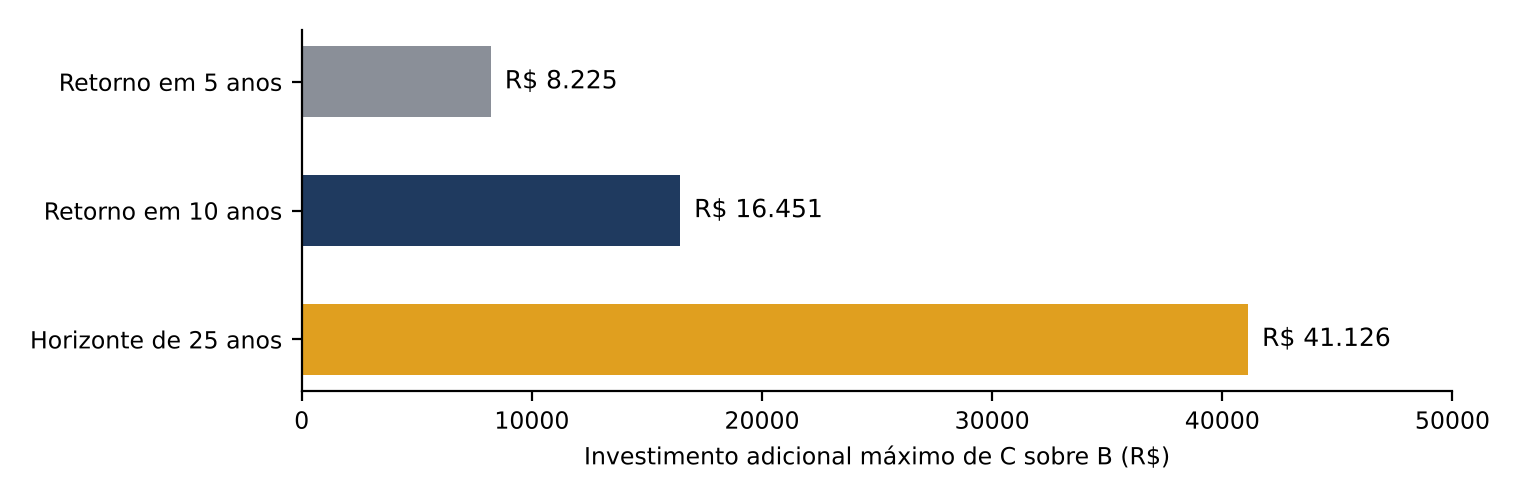 Retorno em 5 anos
R$ 8.225
Retorno em 10 anos
R$ 16.451
Horizonte de 25 anos
R$ 41.126
0 10000 20000 30000 40000 50000
Investimento adicional máximo de C sobre B (R$)